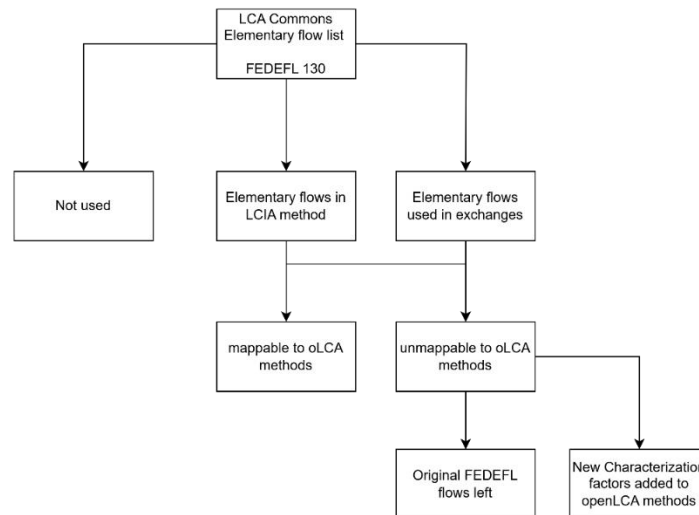 LCA Commons
Elementary flow list
FEDEFL 130
Not used
Elementary flows in
LCIA method
Elementary flows
used in exchanges
mappable to oLCA
methods
unmappable to oLCA
methods
Original FEDEFL
flows left
New Characterization
factors added to
openLCA methods